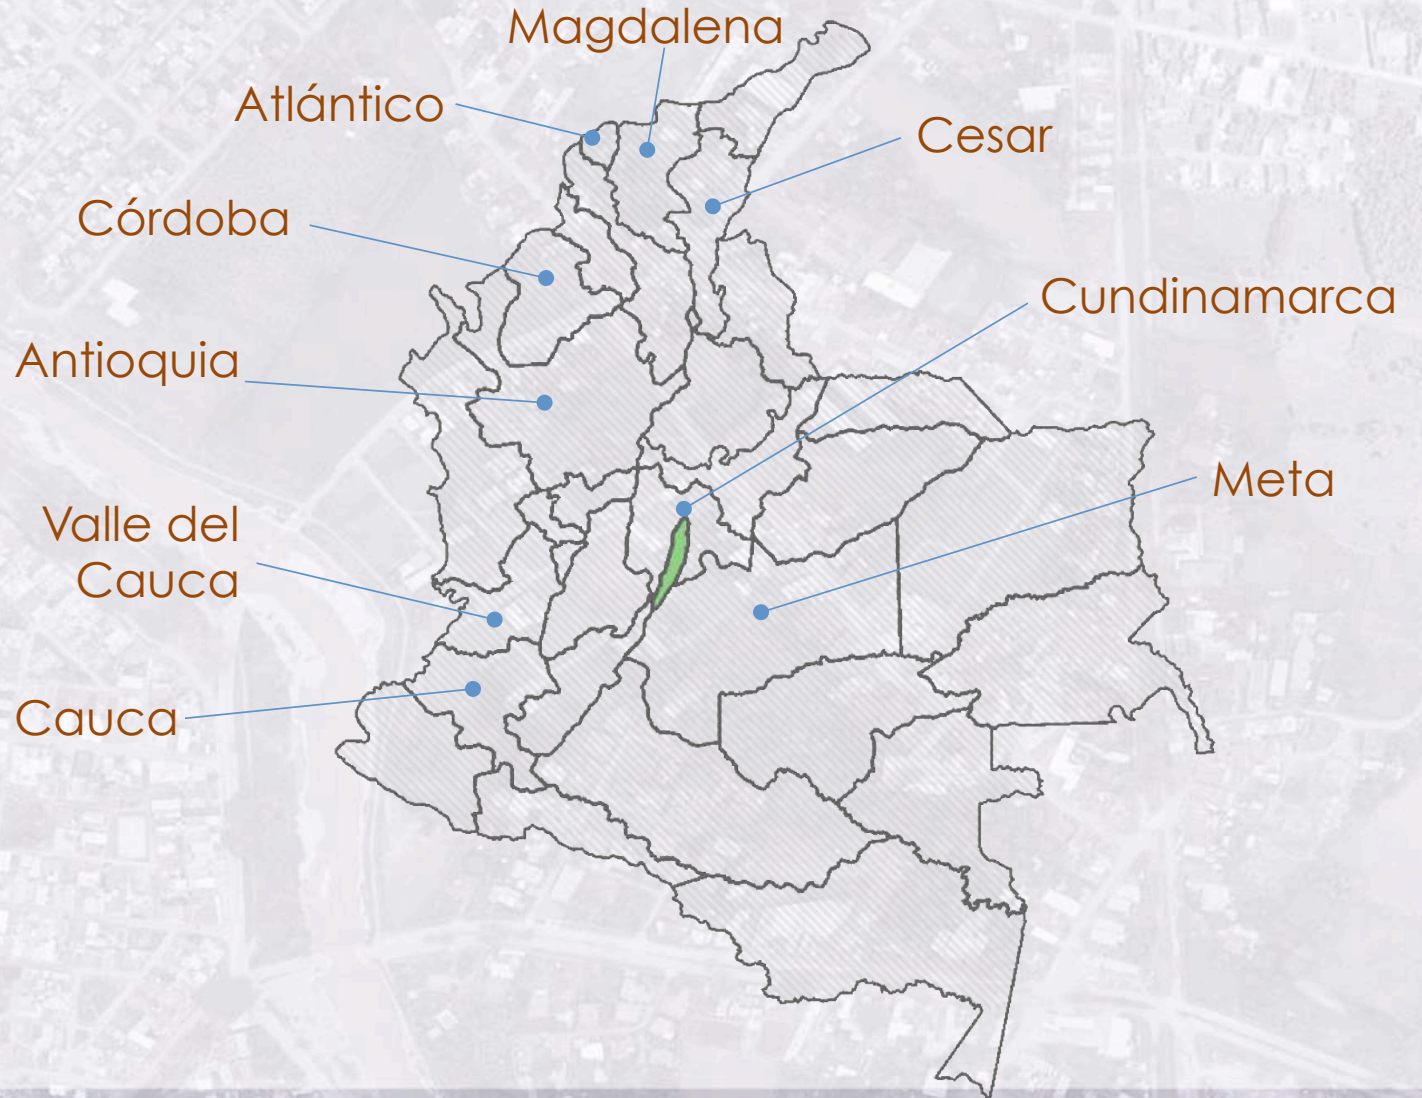 Magdalena
Atlántico
Cesar
Córdoba
Cundinamarca
Antioquia
Meta
Valle del
Cauca
Cauca